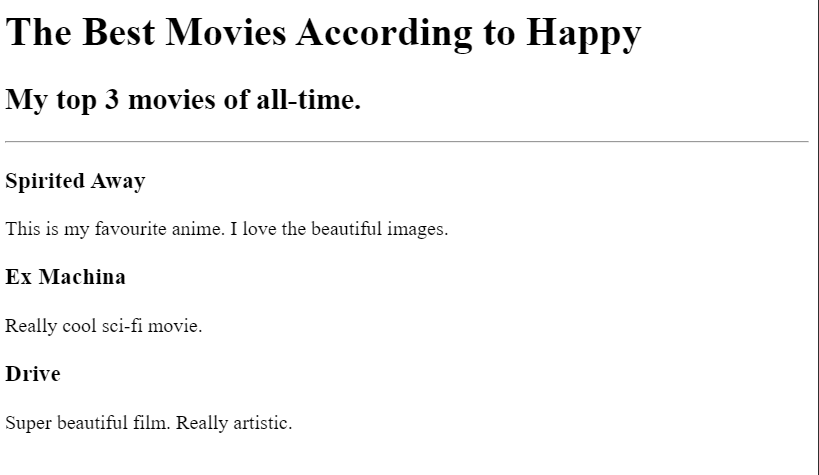 The Best Movies According to Happy
My top 3 movies of all-time.
Spirited Away
This is my favourite anime. I love the beautiful images.
Ex Machina
Really cool sci-fi movie.
Drive
Super beautiful film. Really artistic.